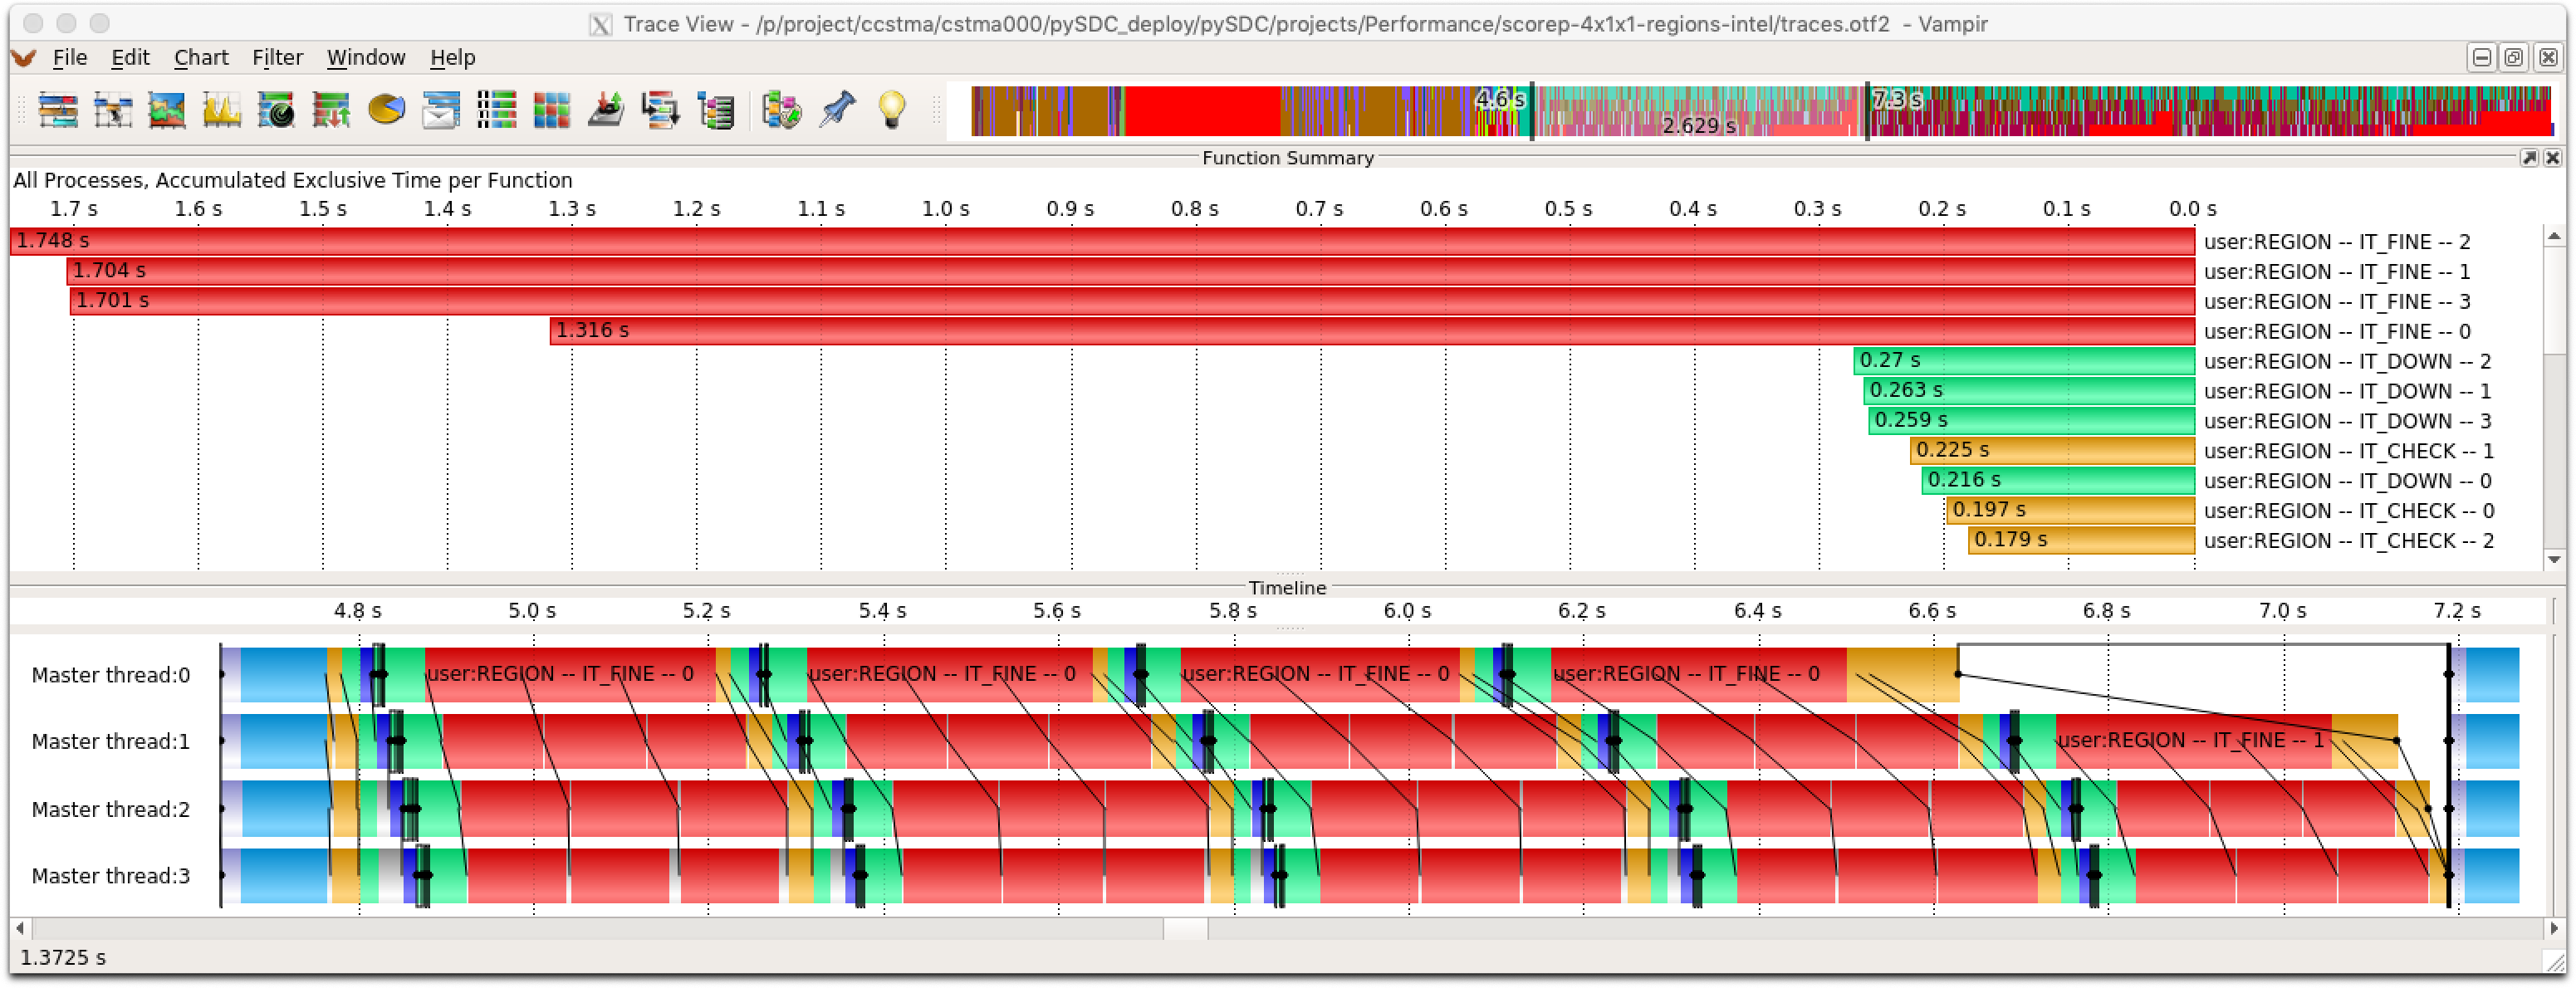 Trace View - /p/project/ccstma/cstma000/pySDC_deploy/pySDC/projects/Performance/scorep-4x1x1-regions-intel/traces.otf2 - Vampir
File Edit Chart Filter Window Help
4.6 s 7.3 s
2.629 s
Function Summary
All Processes, Accumulated Exclusive Time per Function
1.7 s 1.6 s 1.5 s 1.4 s 1.3 s 1.2 s 1.1 s 1.0 s 0.9 s 0.8 s 0.7 s 0.6 s 0.5 s 0.4 s 0.3 s 0.2 s 0.1 s 0.0 s
1.748 s user:REGION -- IT_FINE -- 2
1.704 s user:REGION -- IT_FINE -- 1
1.701 s user:REGION -- IT_FINE -- 3
1.316 s user:REGION -- IT_FINE -- 0
0.27 s user:REGION -- IT_DOWN -- 2
0.263 s user:REGION -- IT_DOWN -- 1
0.259 s user:REGION -- IT_DOWN -- 3
0.225 s user:REGION -- IT_CHECK -- 1
0.216 s user:REGION -- IT_DOWN -- 0
0.197 s user:REGION -- IT_CHECK -- 0
0.179 s user:REGION -- IT_CHECK -- 2
Timeline
4.8 s 5.0 s 5.2 s 5.4 s 5.6 s 5.8 s 6.0 s 6.2 s 6.4 s 6.6 s 6.8 s 7.0 s 7.2 s
Master thread:0 user:REGION -- IT_FINE -- 0 user:REGION -- IT_FINE -- 0 user:REGION -- IT_FINE -- 0 user:REGION -- IT_FINE -- 0
Master thread:1 user:REGION -- IT_FINE -- 1
Master thread:2
Master thread:3
1.3725 s